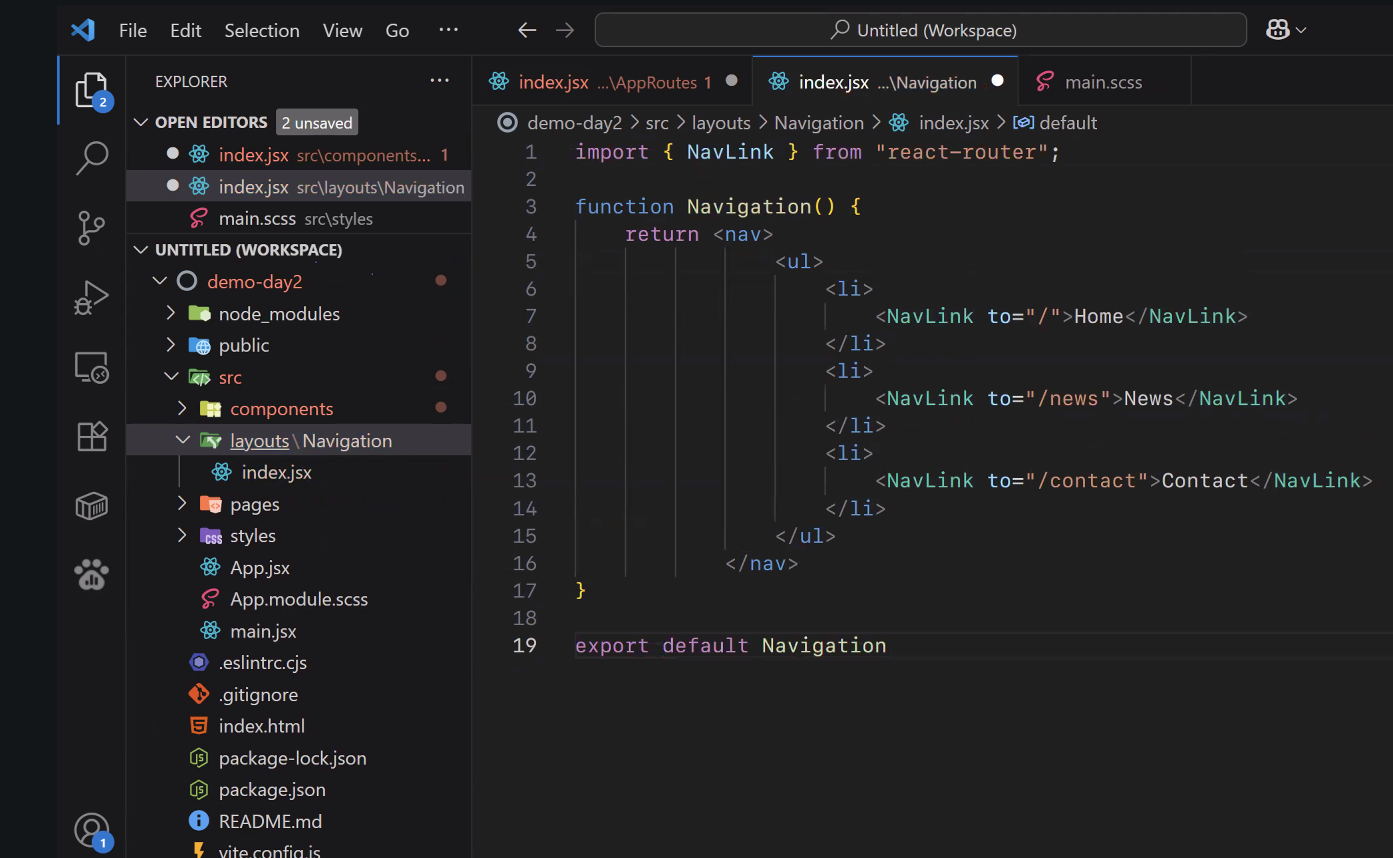 File Edit Selection View Go ··· ← → Untitled (Workspace)
EXPLORER ···
2
OPEN EDITORS 2 unsaved
index.jsx src\components... 1
index.jsx src\layouts\Navigation
main.scss src\styles
UNTITLED (WORKSPACE)
demo-day2
node_modules
public
src
components
layouts\Navigation
index.jsx
pages
styles
App.jsx
App.module.scss
main.jsx
.eslintrc.cjs
.gitignore
index.html
package-lock.json
package.json
README.md
vite.config.js
1
index.jsx ...\AppRoutes 1 index.jsx ...\Navigation main.scss
demo-day2 > src > layouts > Navigation > index.jsx > default
1 import { NavLink } from "react-router";
2
3 function Navigation() {
4 return <nav>
5 <ul>
6 <li>
7 <NavLink to="/">Home</NavLink>
8 </li>
9 <li>
10 <NavLink to="/news">News</NavLink>
11 </li>
12 <li>
13 <NavLink to="/contact">Contact</NavLink>
14 </li>
15 </ul>
16 </nav>
17 }
18
19 export default Navigation